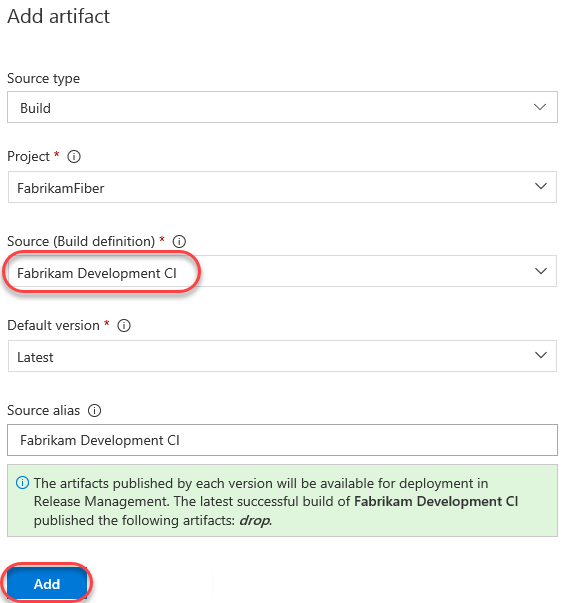 Add artifact
Source type
Build
Project *
FabrikamFiber
Source (Build definition) *
Fabrikam Development CI
Default version *
Latest
Source alias
Fabrikam Development CI
The artifacts published by each version will be available for deployment in
Release Management. The latest successful build of Fabrikam Development CI
published the following artifacts: drop.
Add